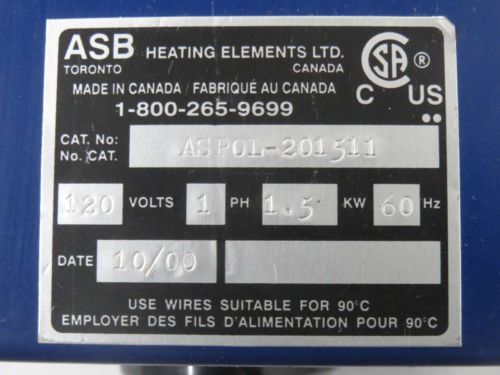 ASB HEATING ELEMENTS LTD.
TORONTO CANADA
MADE IN CANADA / FABRIQUÉ AU CANADA
1-800-265-9699
CSA ®
C US
CAT. No: ASPOL-201511
No. CAT.
120 VOLTS 1 PH 1.5 KW 60 Hz
DATE 10/00
USE WIRES SUITABLE FOR 90°C
EMPLOYER DES FILS D'ALIMENTATION POUR 90°C